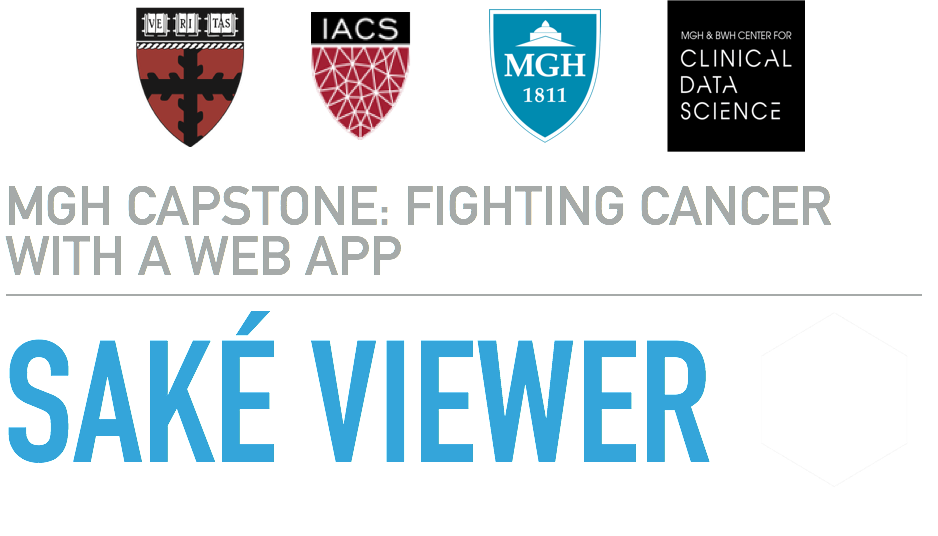 VE RI TAS
IACS
MGH
1811
MGH & BWH CENTER FOR
CLINICAL
DATA
SCIENCE
MGH CAPSTONE: FIGHTING CANCER
WITH A WEB APP
SAKÉ VIEWER